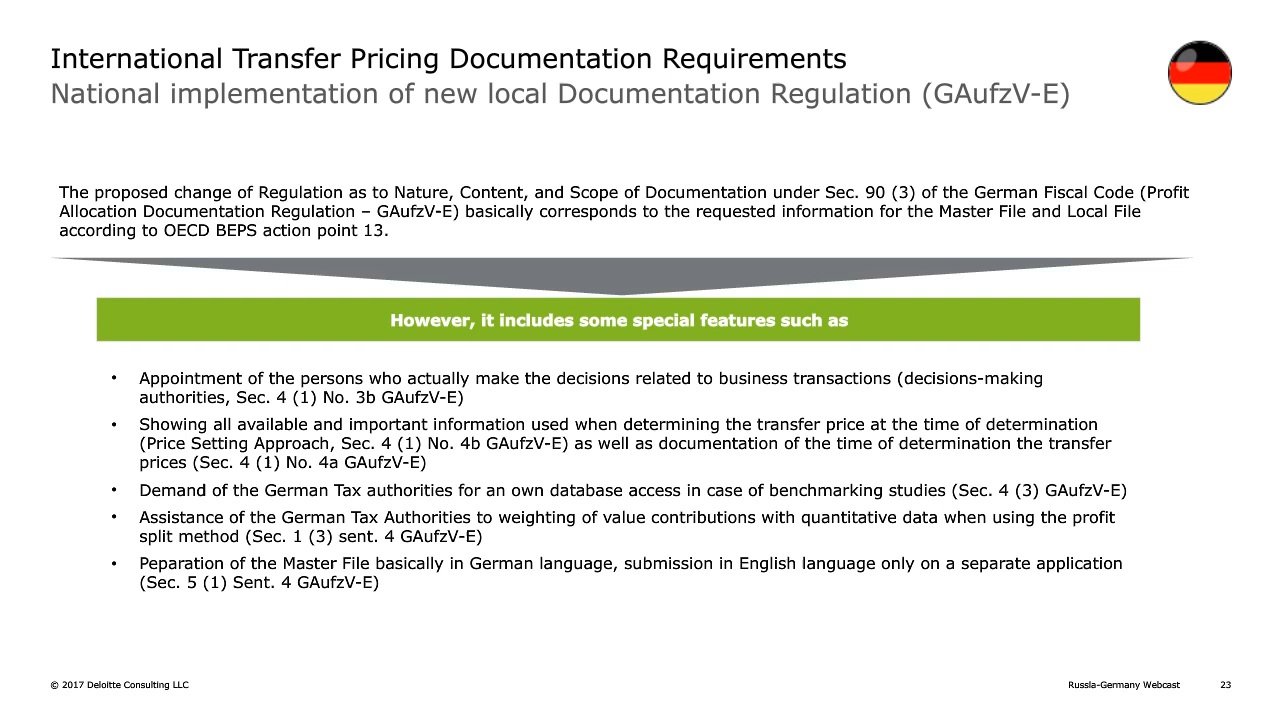 International Transfer Pricing Documentation Requirements
National implementation of new local Documentation Regulation (GAufzV-E)
The proposed change of Regulation as to Nature, Content, and Scope of Documentation under Sec. 90 (3) of the German Fiscal Code (Profit
Allocation Documentation Regulation – GAufzV-E) basically corresponds to the requested information for the Master File and Local File
according to OECD BEPS action point 13.
However, it includes some special features such as
• Appointment of the persons who actually make the decisions related to business transactions (decisions-making
authorities, Sec. 4 (1) No. 3b GAufzV-E)
• Showing all available and important information used when determining the transfer price at the time of determination
(Price Setting Approach, Sec. 4 (1) No. 4b GAufzV-E) as well as documentation of the time of determination the transfer
prices (Sec. 4 (1) No. 4a GAufzV-E)
• Demand of the German Tax authorities for an own database access in case of benchmarking studies (Sec. 4 (3) GAufzV-E)
• Assistance of the German Tax Authorities to weighting of value contributions with quantitative data when using the profit
split method (Sec. 1 (3) sent. 4 GAufzV-E)
• Peparation of the Master File basically in German language, submission in English language only on a separate application
(Sec. 5 (1) Sent. 4 GAufzV-E)
© 2017 Deloitte Consulting LLC
Russla-Germany Webcast
23